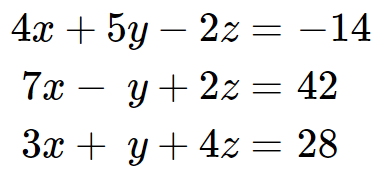 4x + 5y − 2z = −14
7x − y + 2z = 42
3x + y + 4z = 28